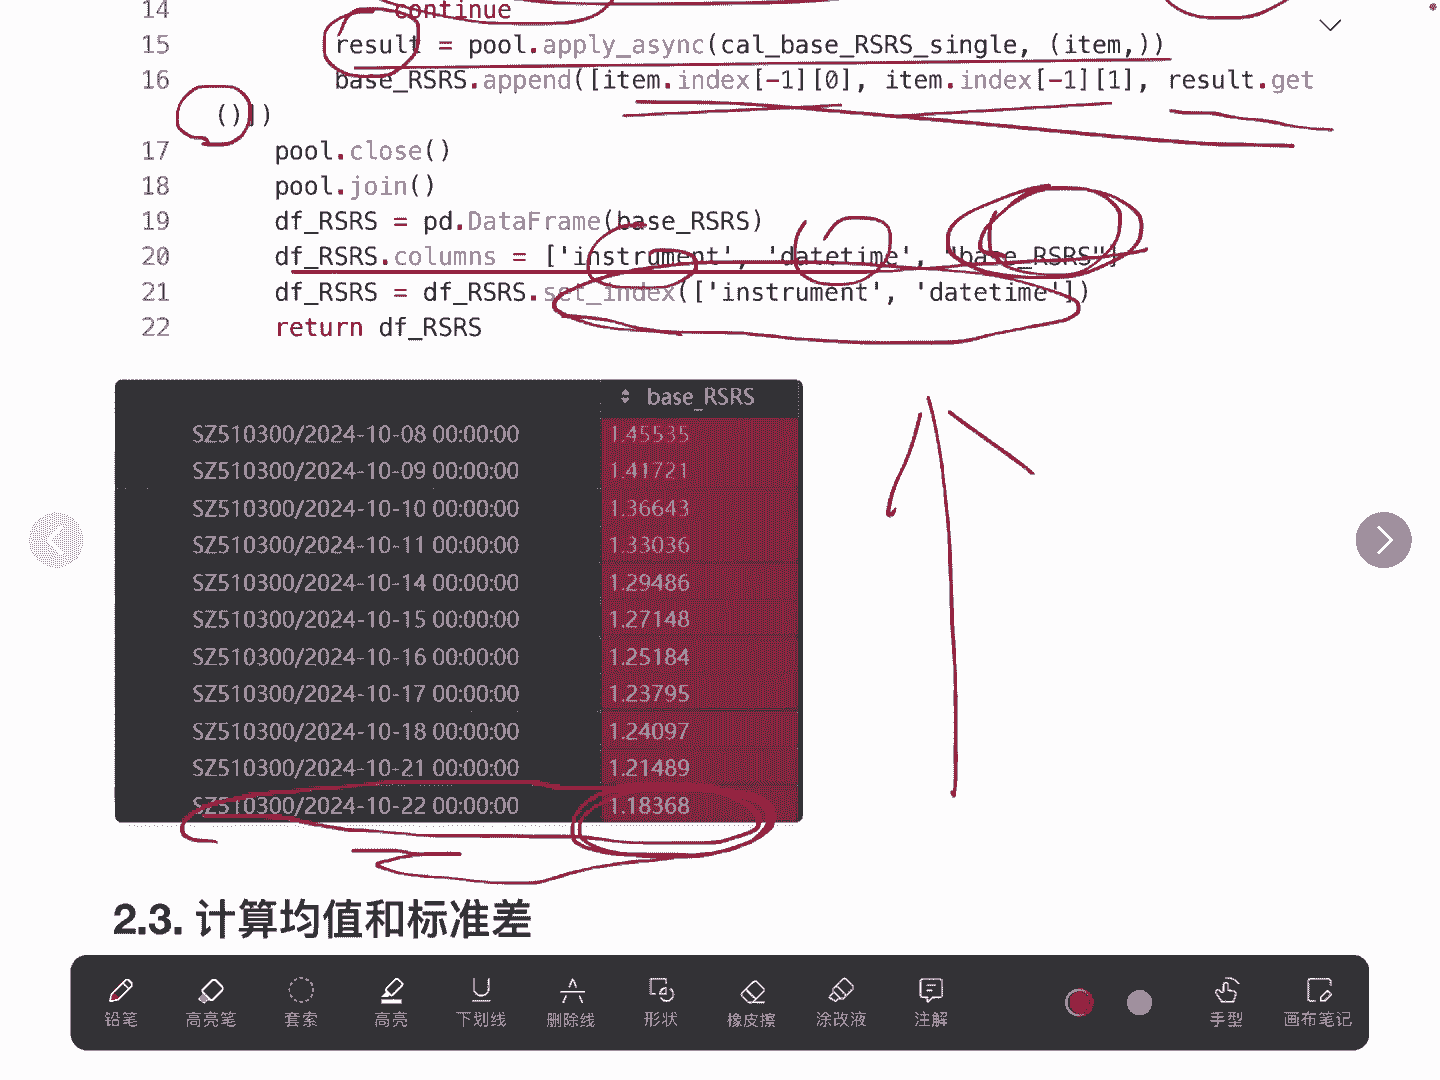 14 continue
15 result = pool.apply_async(cal_base_RSRS_single, (item,))
16 base_RSRS.append([item.index[-1][0], item.index[-1][1], result.get
()])
17 pool.close()
18 pool.join()
19 df_RSRS = pd.DataFrame(base_RSRS)
20 df_RSRS.columns = ['instrument', 'datetime', "base_RSRS"]
21 df_RSRS = df_RSRS.set_index(['instrument', 'datetime'])
22 return df_RSRS
base_RSRS
SZ510300/2024-10-08 00:00:00 1.45535
SZ510300/2024-10-09 00:00:00 1.41721
SZ510300/2024-10-10 00:00:00 1.36643
SZ510300/2024-10-11 00:00:00 1.33036
SZ510300/2024-10-14 00:00:00 1.29486
SZ510300/2024-10-15 00:00:00 1.27148
SZ510300/2024-10-16 00:00:00 1.25184
SZ510300/2024-10-17 00:00:00 1.23795
SZ510300/2024-10-18 00:00:00 1.24097
SZ510300/2024-10-21 00:00:00 1.21489
SZ510300/2024-10-22 00:00:00 1.18368
2.3. 计算均值和标准差
铅笔 高亮笔 套索 高亮 下划线 删除线 形状 橡皮擦 涂改液 注解 手型 画布笔记